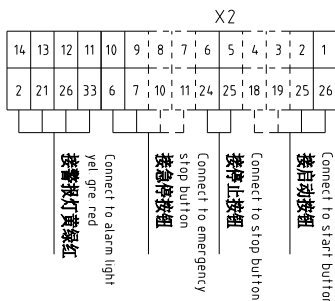 X2
14 13 12 11 10 9 8 7 6 5 4 3 2 1
2 21 26 33 6 7 10 11 24 25 18 19 25 26
接警报灯黄绿红
yel gre red
Connect to alarm light
接急停按钮
stop button
Connect to emergency
接停止按钮
Connect to stop button
接启动按钮
Connect to start button